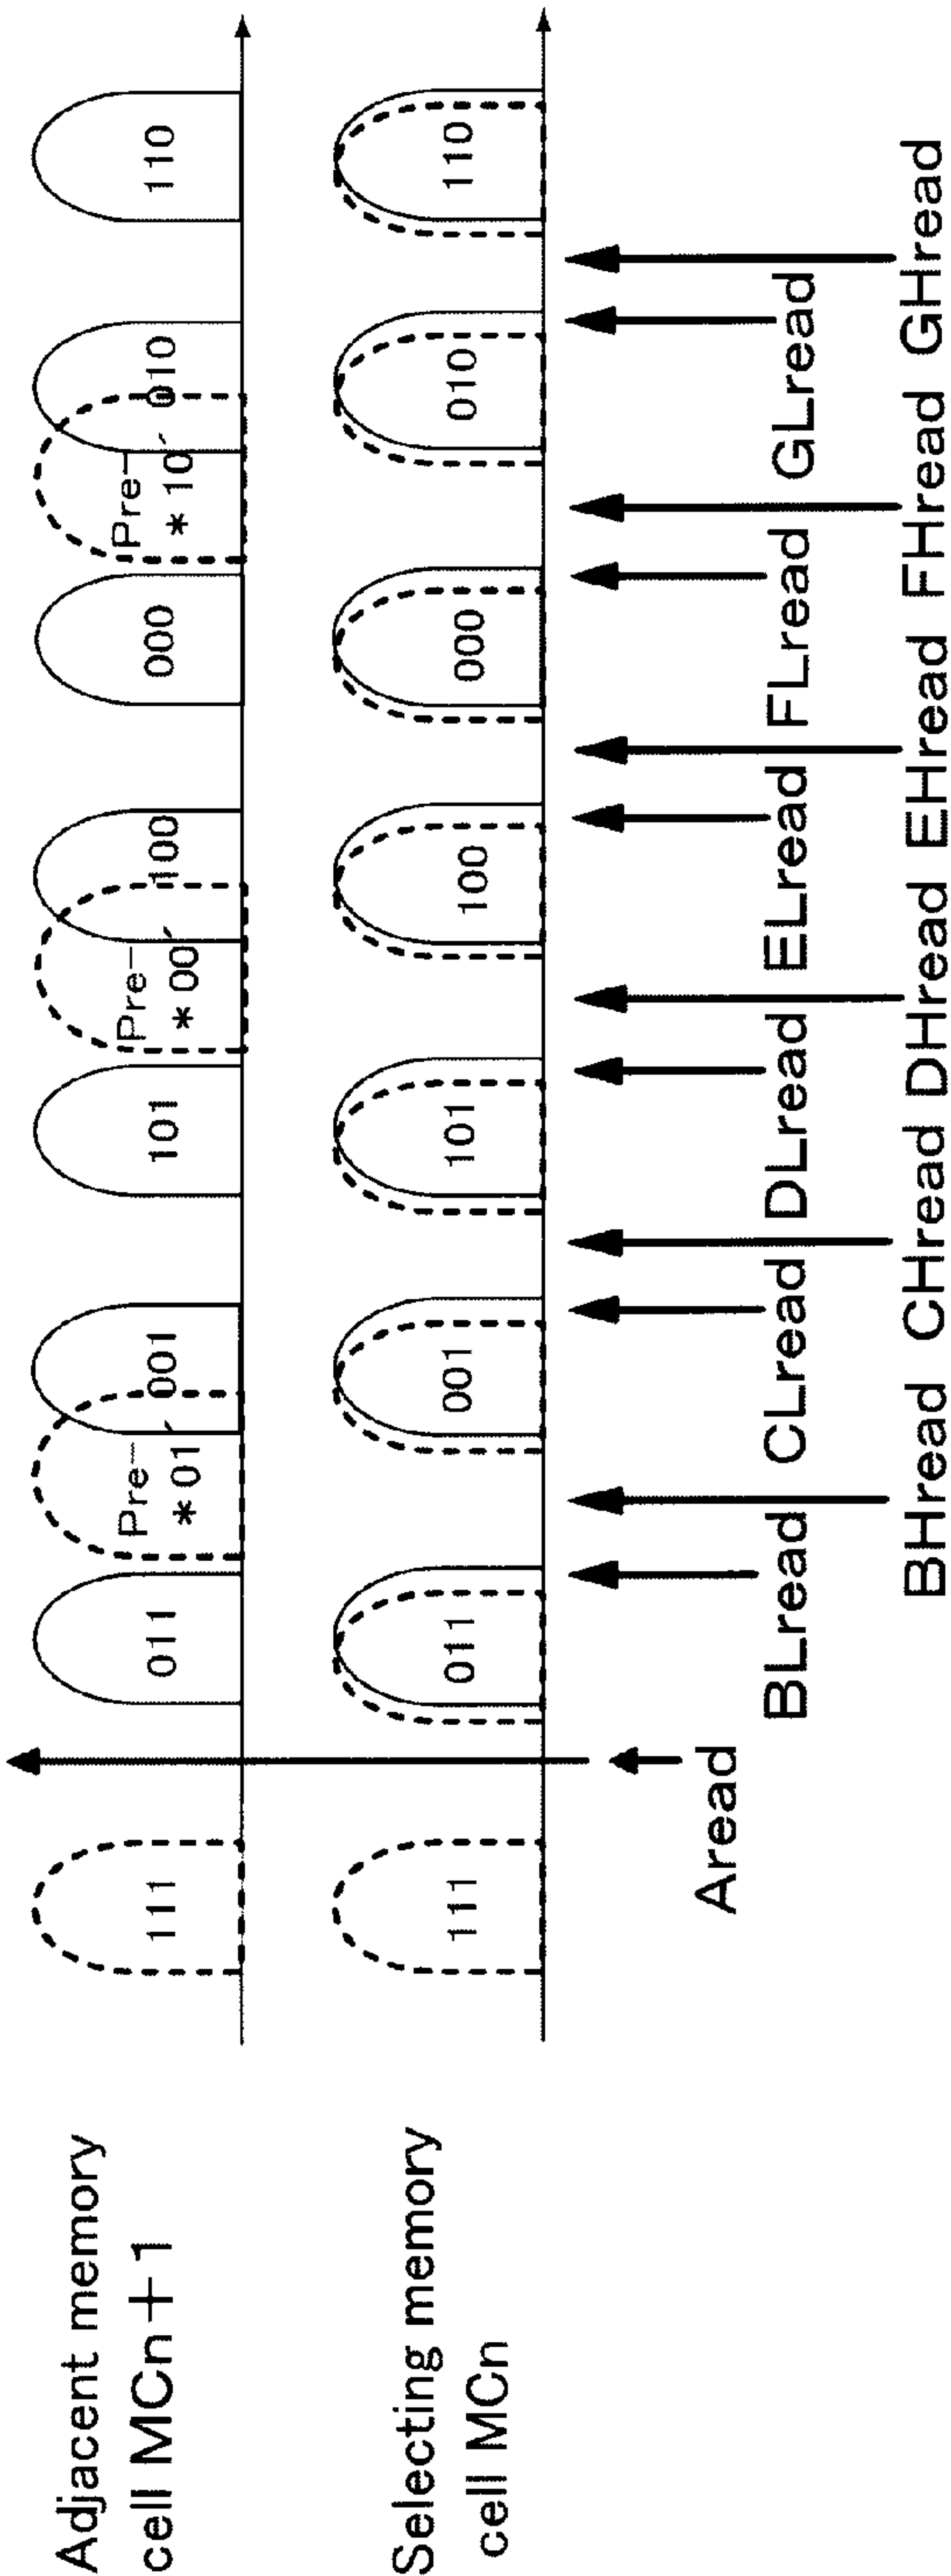 Adjacent memory
cell MCn+1
111
011
Pre-
*01'
001
101
Pre-
*00'
100
000
Pre-
*10'
010
110
Selecting memory
cell MCn
111
011
001
101
100
000
010
110
Aread
BLread CLread DLread ELread FLread GLread
BHread CHread DHread EHread FHread GHread